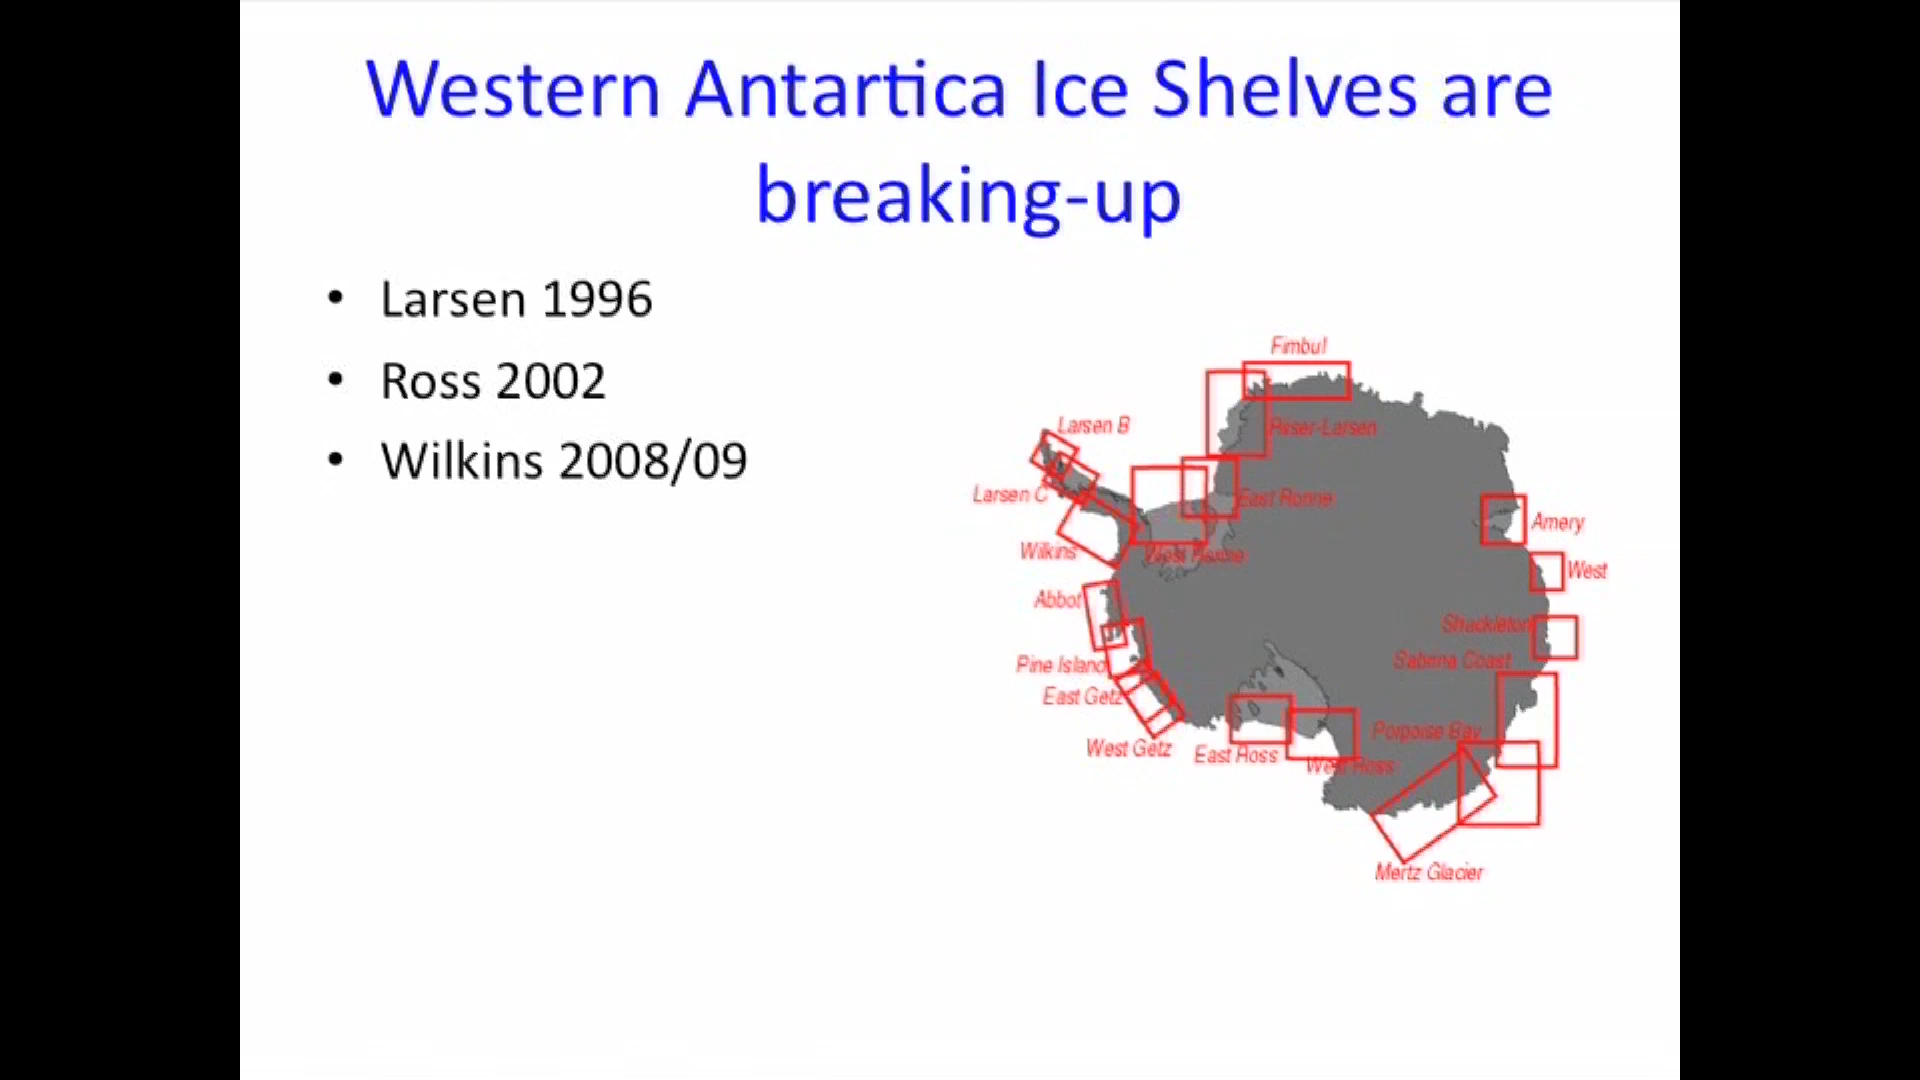 Western Antartica Ice Shelves are
breaking-up
• Larsen 1996
• Ross 2002
• Wilkins 2008/09
Fimbul
Larsen B
Riiser-Larsen
Larsen C
East Ronne
Amery
Wilkins
West Ronne
West
Abbot
Shackleton
Pine Island
Sabrina Coast
East Getz
Porpoise Bay
West Getz
East Ross
West Ross
Mertz Glacier